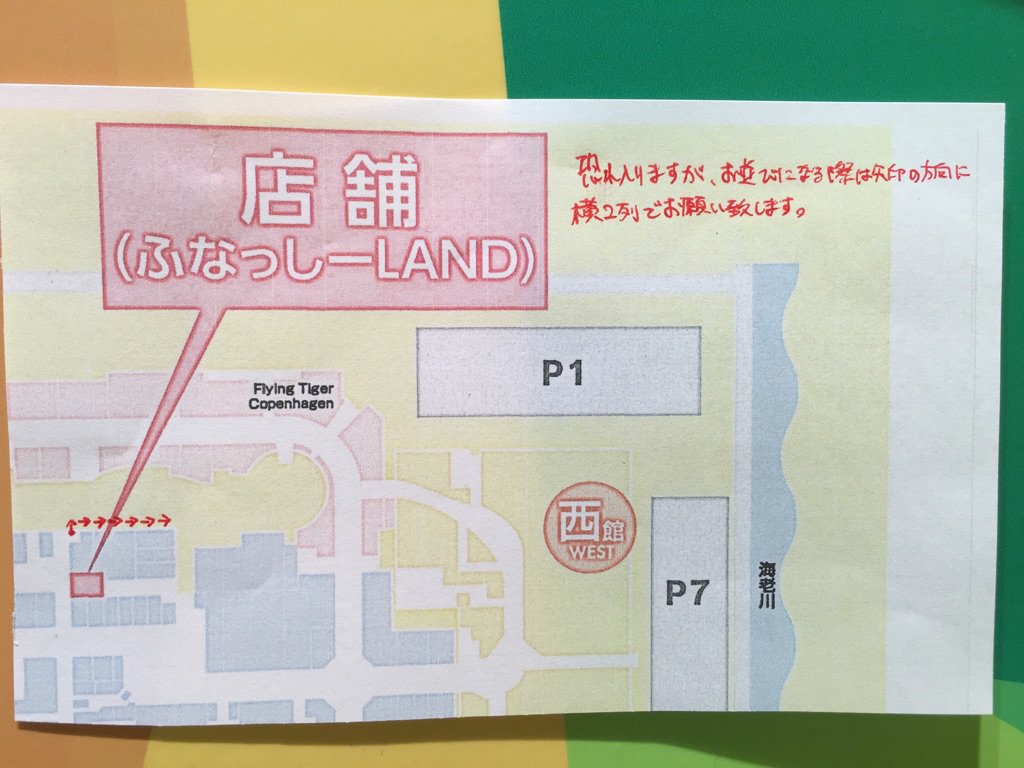 店舗
(ふなっしーLAND)
恐れ入りますが、お並びになる際は矢印の方向に
横2列でお願い致します。
P1
Flying Tiger
Copenhagen
西館
WEST
P7
海老川